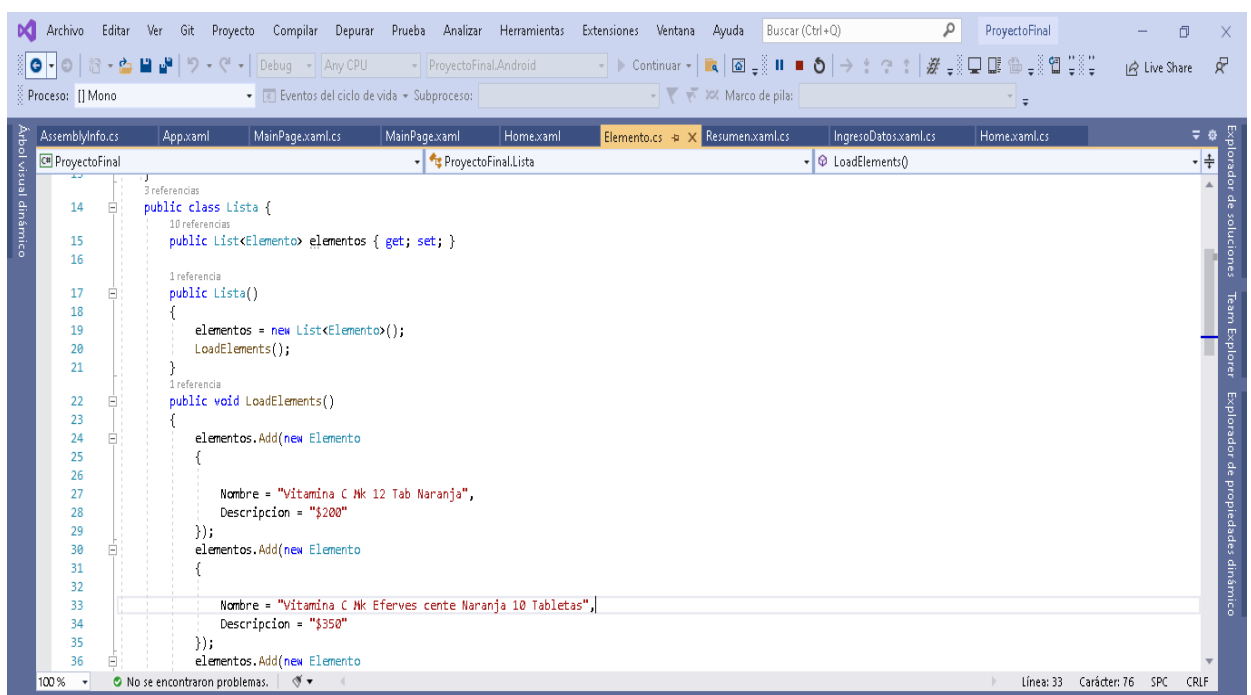 Archivo Editar Ver Git Proyecto Compilar Depurar Prueba Analizar Herramientas Extensiones Ventana Ayuda Buscar (Ctrl+Q) ProyectoFinal
Debug Any CPU ProyectoFinal.Android Continuar Live Share
Proceso: [] Mono Eventos del ciclo de vida Subproceso: Marco de pila:
AssemblyInfo.cs App.xaml MainPage.xaml.cs MainPage.xaml Home.xaml Elemento.cs Resumen.xaml.cs IngresoDatos.xaml.cs Home.xaml.cs
ProyectoFinal ProyectoFinal.Lista LoadElements()
Árbol visual dinámico
13 }
3 referencias
14 public class Lista {
10 referencias
15 public List<Elemento> elementos { get; set; }
16
1 referencia
17 public Lista()
18 {
19 elementos = new List<Elemento>();
20 LoadElements();
21 }
1 referencia
22 public void LoadElements()
23 {
24 elementos.Add(new Elemento
25 {
26
27 Nombre = "Vitamina C Mk 12 Tab Naranja",
28 Descripcion = "$200"
29 });
30 elementos.Add(new Elemento
31 {
32
33 Nombre = "Vitamina C Mk Eferves cente Naranja 10 Tabletas",
34 Descripcion = "$350"
35 });
36 elementos.Add(new Elemento
Explorador de soluciones Team Explorer Explorador de propiedades dinámico
100 % No se encontraron problemas. Línea: 33 Carácter: 76 SPC CRLF